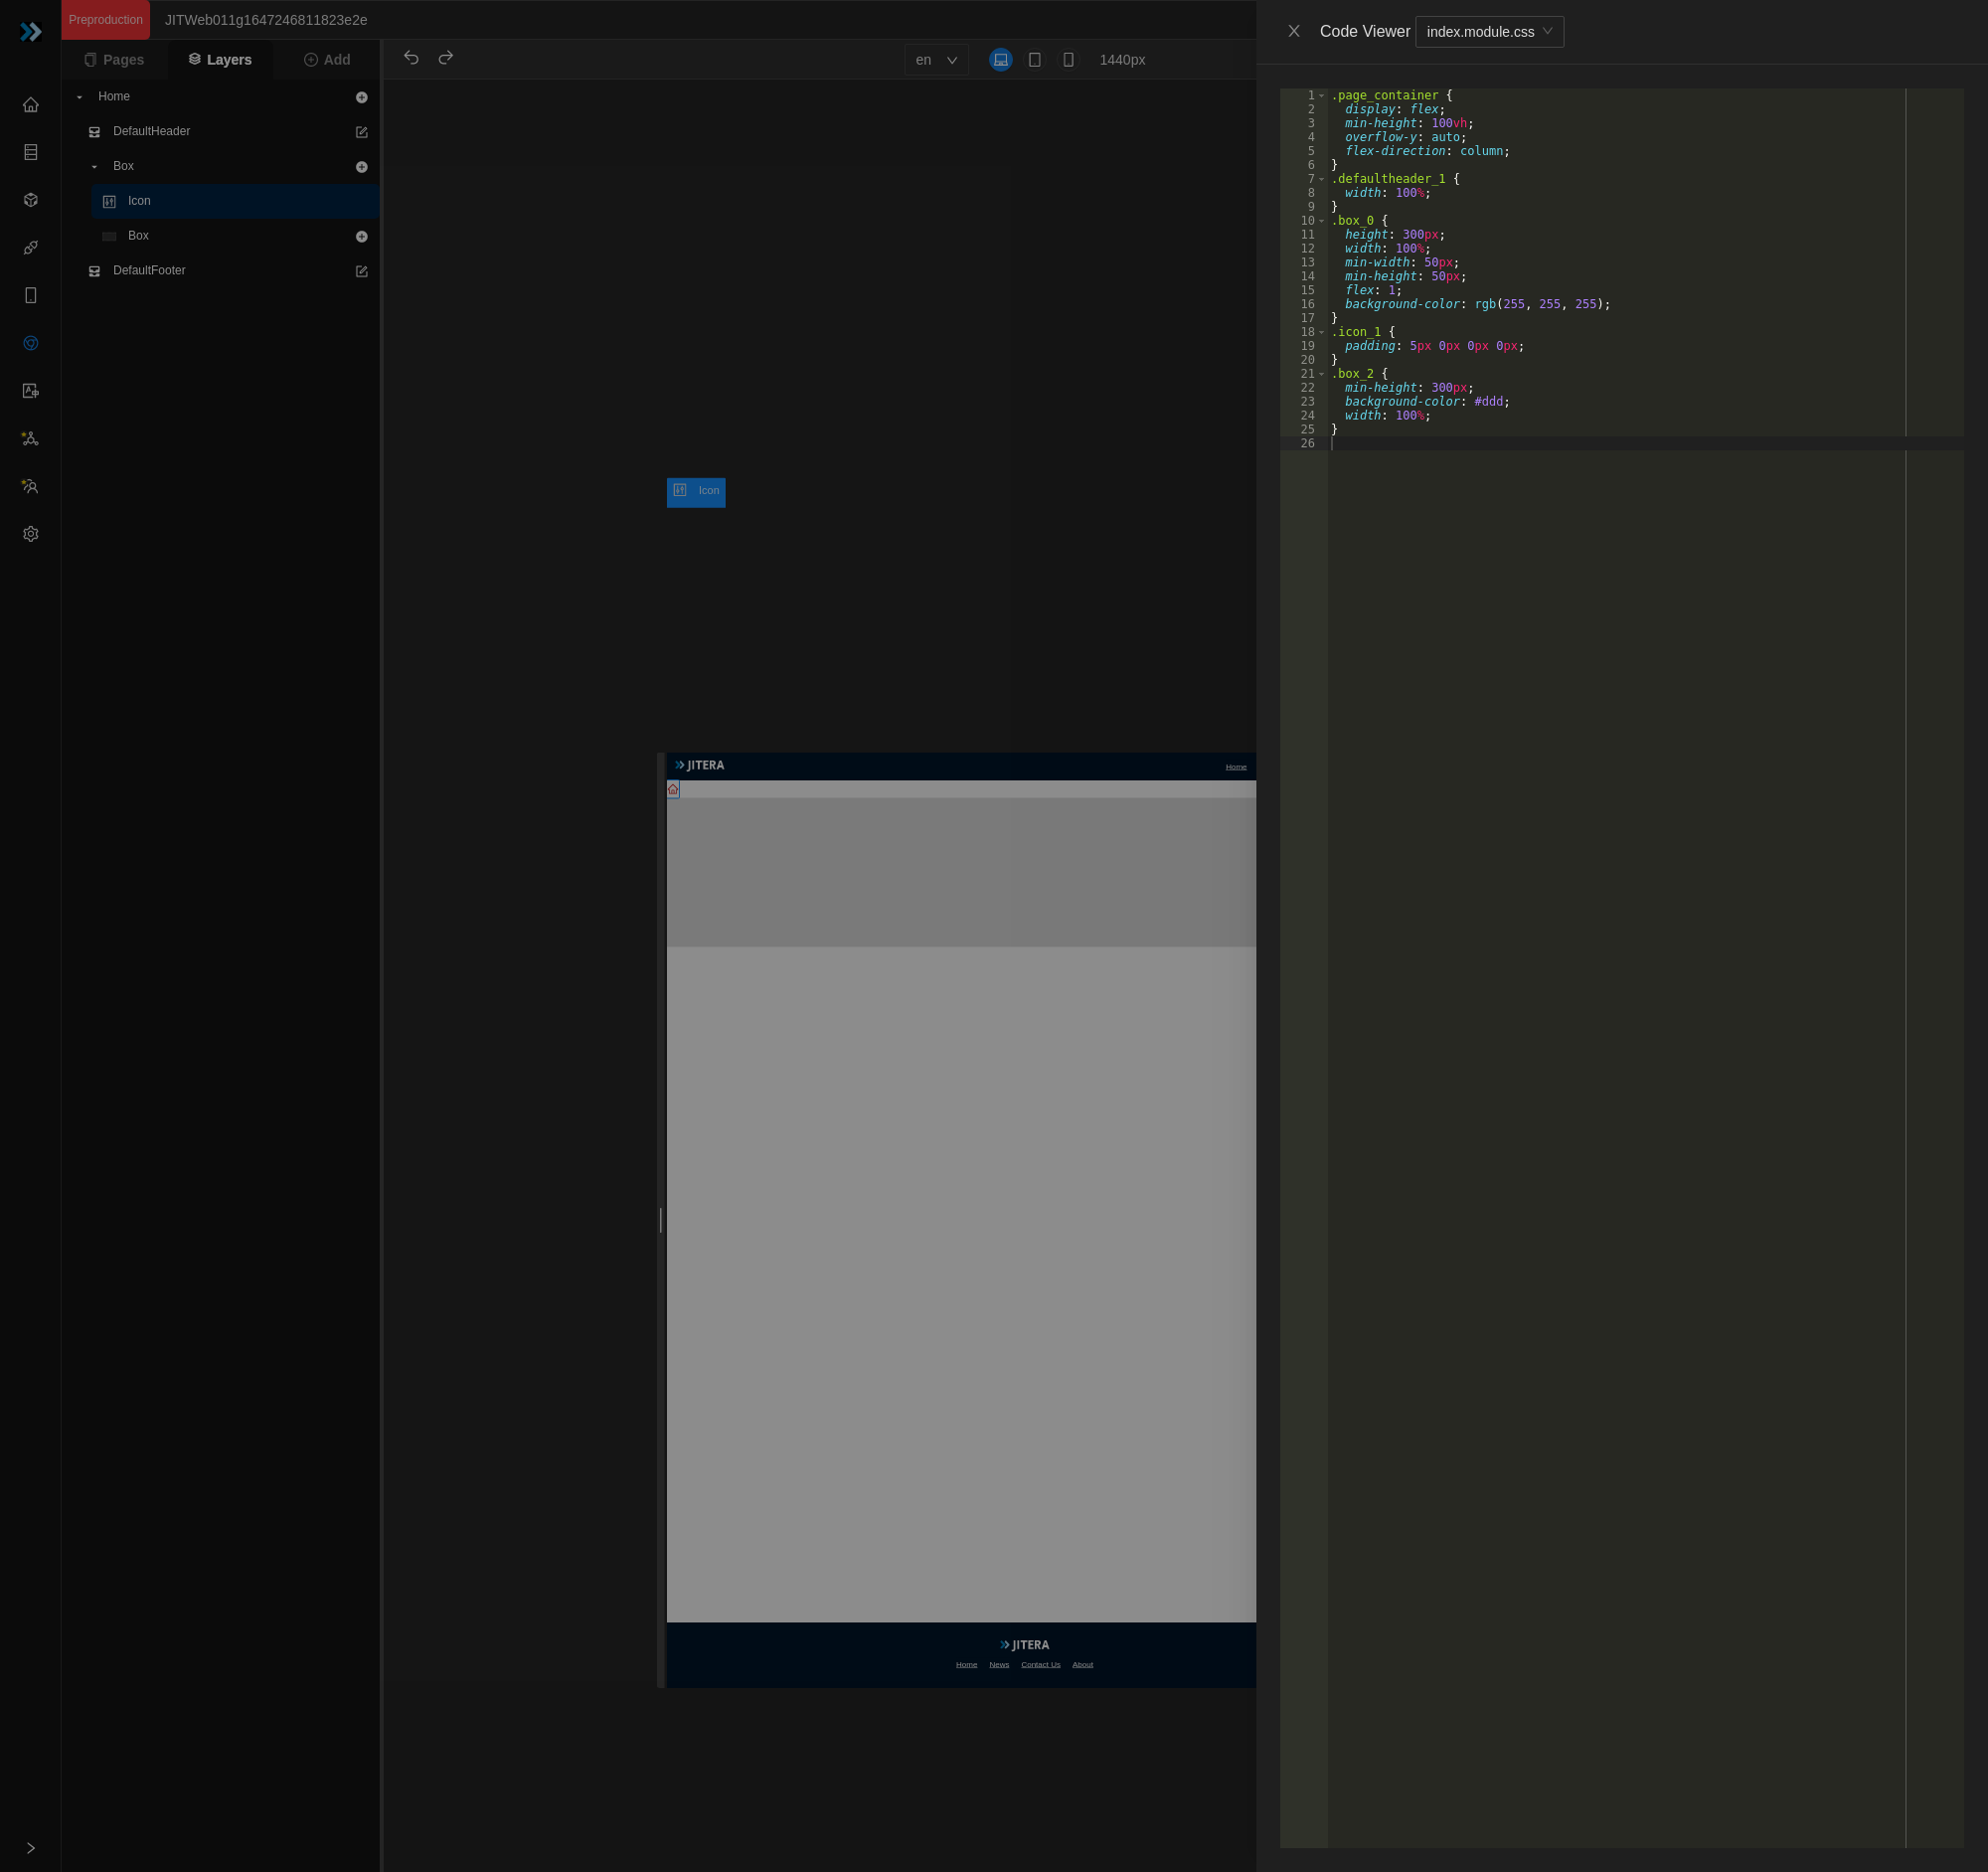 Preproduction
JITWeb011g1647246811823e2e
Pages
Layers
Add
en
1440px
Home
DefaultHeader
Box
Icon
Box
DefaultFooter
Icon
JITERA
Home
JITERA
Home News Contact Us About
Code Viewer
index.module.css
1 .page_container {
2 display: flex;
3 min-height: 100vh;
4 overflow-y: auto;
5 flex-direction: column;
6 }
7 .defaultheader_1 {
8 width: 100%;
9 }
10 .box_0 {
11 height: 300px;
12 width: 100%;
13 min-width: 50px;
14 min-height: 50px;
15 flex: 1;
16 background-color: rgb(255, 255, 255);
17 }
18 .icon_1 {
19 padding: 5px 0px 0px 0px;
20 }
21 .box_2 {
22 min-height: 300px;
23 background-color: #ddd;
24 width: 100%;
25 }
26